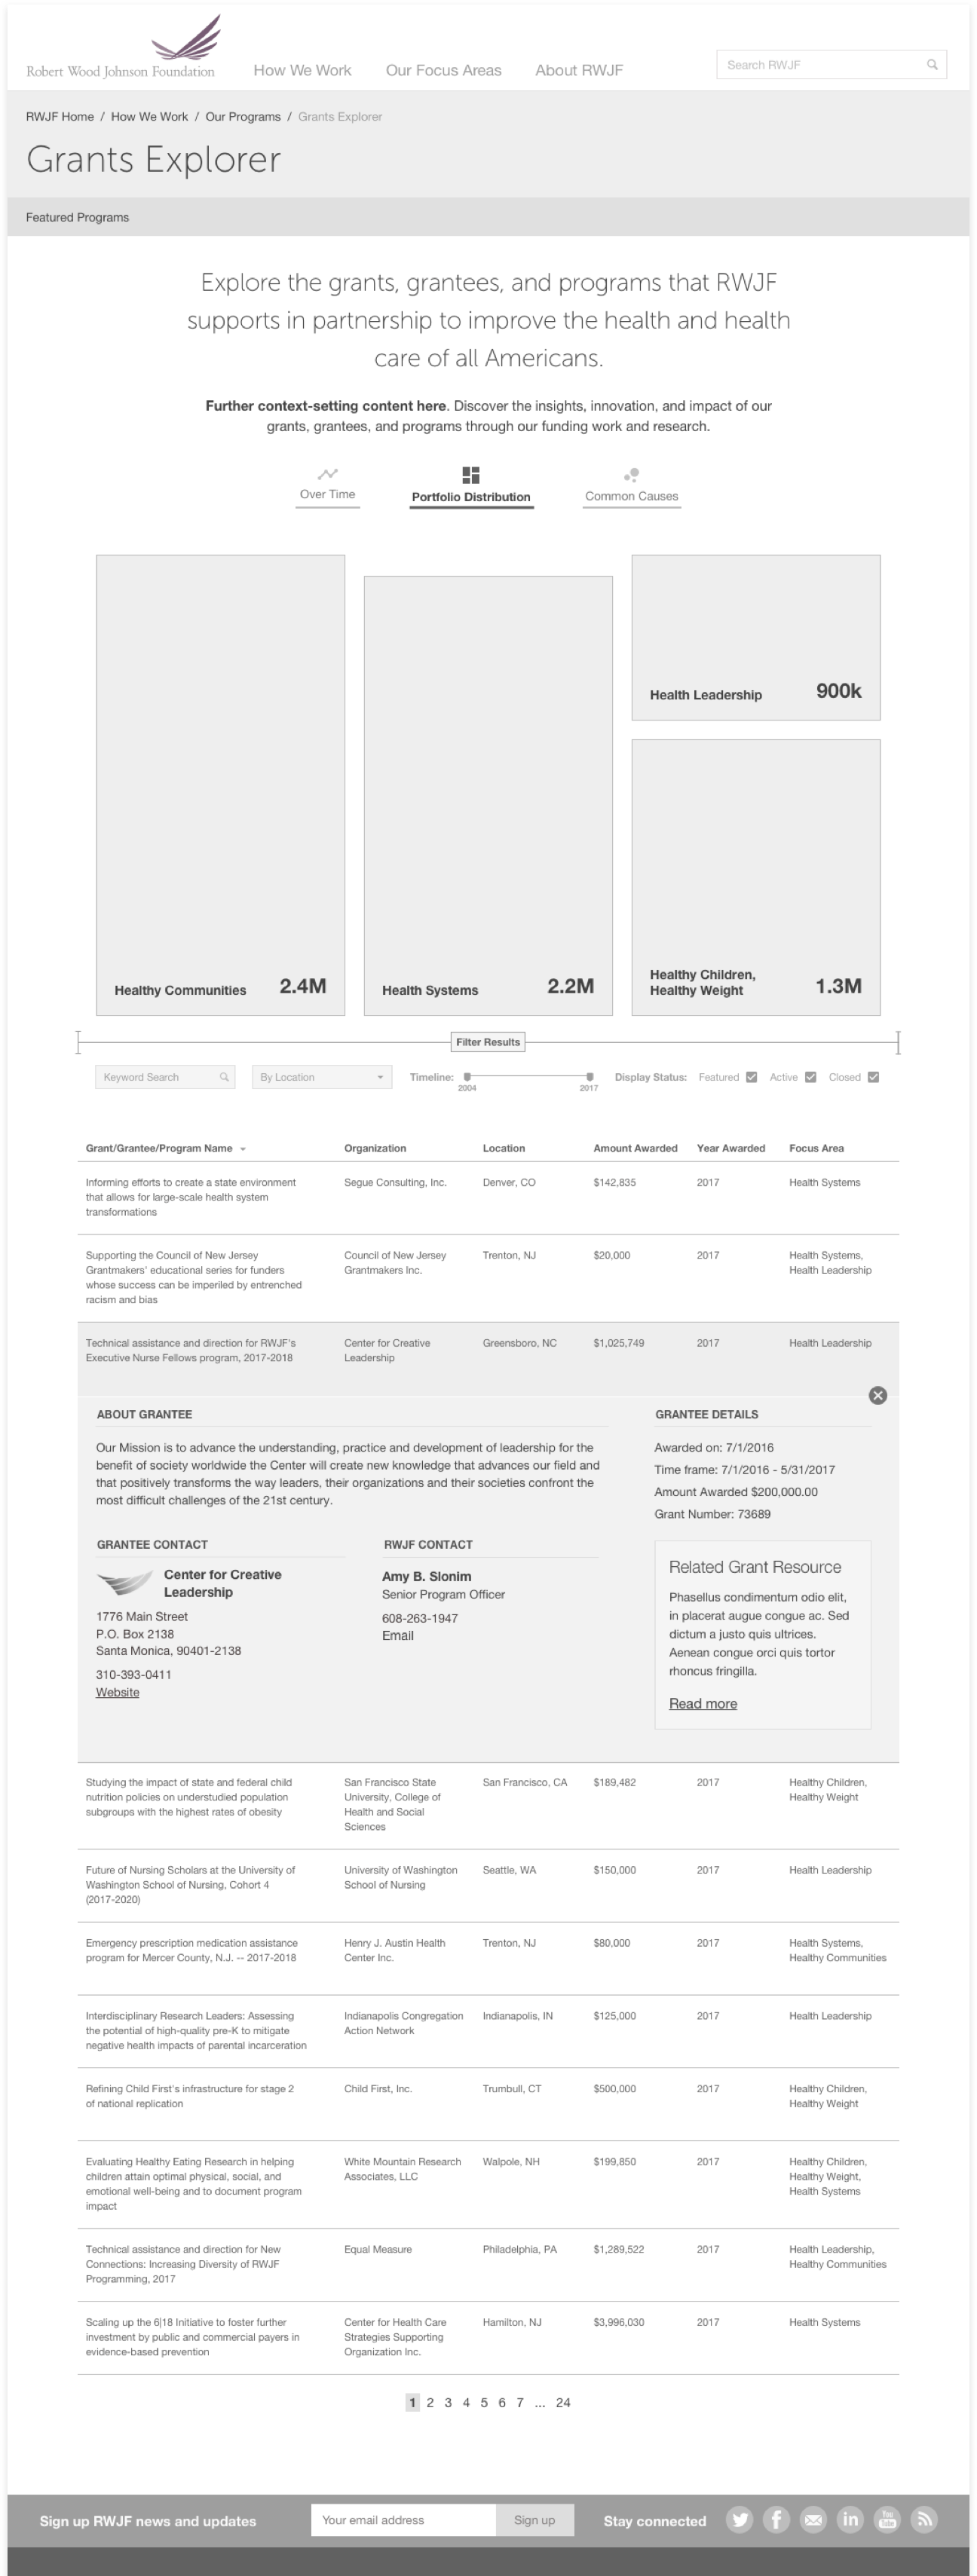 Robert Wood Johnson Foundation
How We Work
Our Focus Areas
About RWJF
Search RWJF
RWJF Home / How We Work / Our Programs / Grants Explorer
Grants Explorer
Featured Programs
Explore the grants, grantees, and programs that RWJF
supports in partnership to improve the health and health
care of all Americans.
Further context-setting content here. Discover the insights, innovation, and impact of our
grants, grantees, and programs through our funding work and research.
Over Time
Portfolio Distribution
Common Causes
Healthy Communities 2.4M
Health Systems 2.2M
Health Leadership 900k
Healthy Children,
Healthy Weight 1.3M
Filter Results
Keyword Search
By Location
Timeline:
2004
2017
Display Status: Featured Active Closed
Grant/Grantee/Program Name
Organization
Location
Amount Awarded
Year Awarded
Focus Area
Informing efforts to create a state environment
that allows for large-scale health system
transformations
Segue Consulting, Inc.
Denver, CO
$142,835
2017
Health Systems
Supporting the Council of New Jersey
Grantmakers' educational series for funders
whose success can be imperiled by entrenched
racism and bias
Council of New Jersey
Grantmakers Inc.
Trenton, NJ
$20,000
2017
Health Systems,
Health Leadership
Technical assistance and direction for RWJF's
Executive Nurse Fellows program, 2017-2018
Center for Creative
Leadership
Greensboro, NC
$1,025,749
2017
Health Leadership
ABOUT GRANTEE
Our Mission is to advance the understanding, practice and development of leadership for the
benefit of society worldwide the Center will create new knowledge that advances our field and
that positively transforms the way leaders, their organizations and their societies confront the
most difficult challenges of the 21st century.
GRANTEE CONTACT
Center for Creative
Leadership
1776 Main Street
P.O. Box 2138
Santa Monica, 90401-2138
310-393-0411
Website
RWJF CONTACT
Amy B. Slonim
Senior Program Officer
608-263-1947
Email
GRANTEE DETAILS
Awarded on: 7/1/2016
Time frame: 7/1/2016 - 5/31/2017
Amount Awarded $200,000.00
Grant Number: 73689
Related Grant Resource
Phasellus condimentum odio elit,
in placerat augue congue ac. Sed
dictum a justo quis ultrices.
Aenean congue orci quis tortor
rhoncus fringilla.
Read more
Studying the impact of state and federal child
nutrition policies on understudied population
subgroups with the highest rates of obesity
San Francisco State
University, College of
Health and Social
Sciences
San Francisco, CA
$189,482
2017
Healthy Children,
Healthy Weight
Future of Nursing Scholars at the University of
Washington School of Nursing, Cohort 4
(2017-2020)
University of Washington
School of Nursing
Seattle, WA
$150,000
2017
Health Leadership
Emergency prescription medication assistance
program for Mercer County, N.J. -- 2017-2018
Henry J. Austin Health
Center Inc.
Trenton, NJ
$80,000
2017
Health Systems,
Healthy Communities
Interdisciplinary Research Leaders: Assessing
the potential of high-quality pre-K to mitigate
negative health impacts of parental incarceration
Indianapolis Congregation
Action Network
Indianapolis, IN
$125,000
2017
Health Leadership
Refining Child First's infrastructure for stage 2
of national replication
Child First, Inc.
Trumbull, CT
$500,000
2017
Healthy Children,
Healthy Weight
Evaluating Healthy Eating Research in helping
children attain optimal physical, social, and
emotional well-being and to document program
impact
White Mountain Research
Associates, LLC
Walpole, NH
$199,850
2017
Healthy Children,
Healthy Weight,
Health Systems
Technical assistance and direction for New
Connections: Increasing Diversity of RWJF
Programming, 2017
Equal Measure
Philadelphia, PA
$1,289,522
2017
Health Leadership,
Healthy Communities
Scaling up the 6|18 Initiative to foster further
investment by public and commercial payers in
evidence-based prevention
Center for Health Care
Strategies Supporting
Organization Inc.
Hamilton, NJ
$3,996,030
2017
Health Systems
1 2 3 4 5 6 7 ... 24
Sign up RWJF news and updates
Your email address
Sign up
Stay connected
in
You
Tube